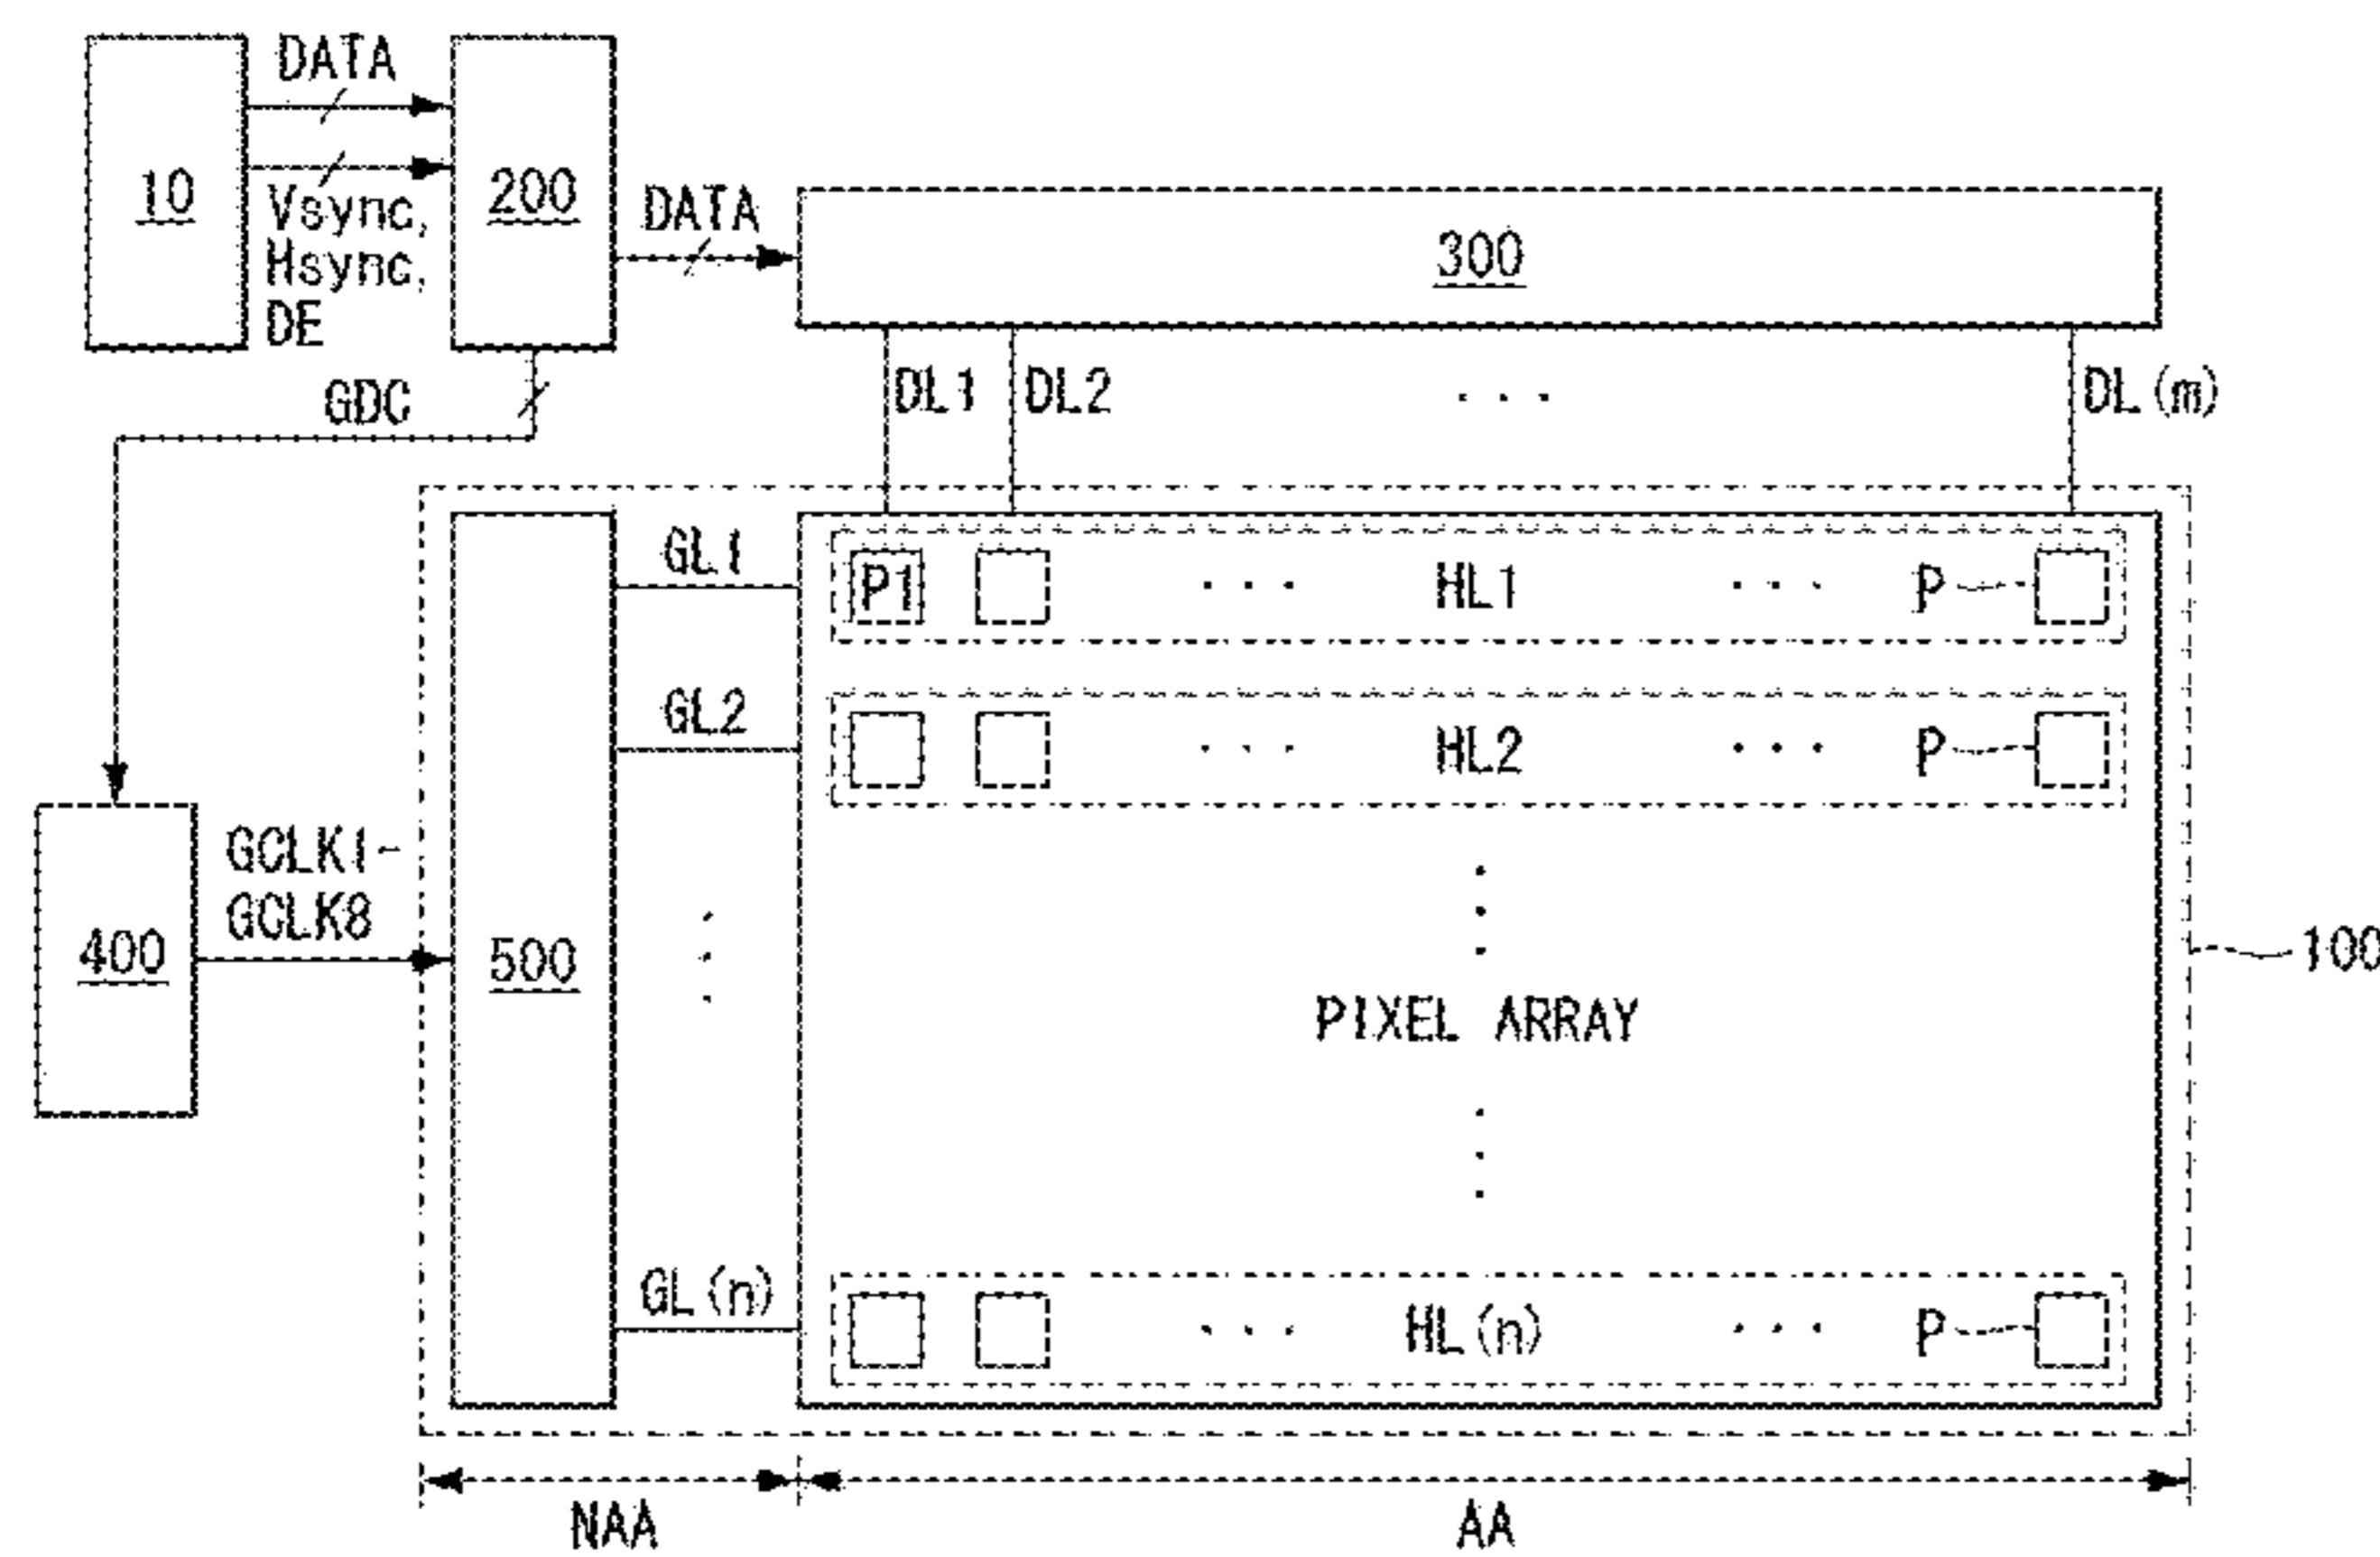 DATA
10
Vsync,
Hsync,
DE
200
DATA
300
GDC
DL1
DL2
. . .
DL(m)
GL1
P1
. . .
HL1
. . .
P
GL2
. . .
HL2
. . .
P
GCLK1-
GCLK8
400
500
100
PIXEL ARRAY
GL(n)
. . .
HL(n)
. . .
P
NAA
AA